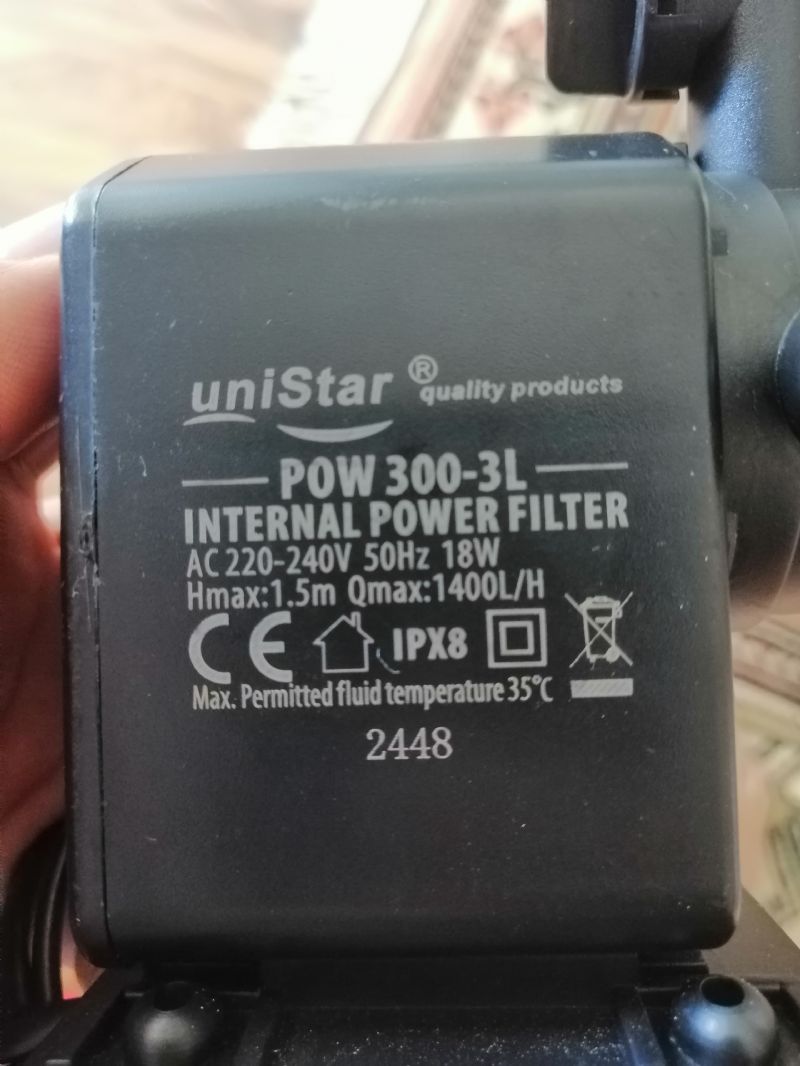 uniStar ® quality products
POW 300-3L
INTERNAL POWER FILTER
AC 220-240V 50Hz 18W
Hmax:1.5m Qmax:1400L/H
CE IPX8
Max. Permitted fluid temperature 35°C
2448